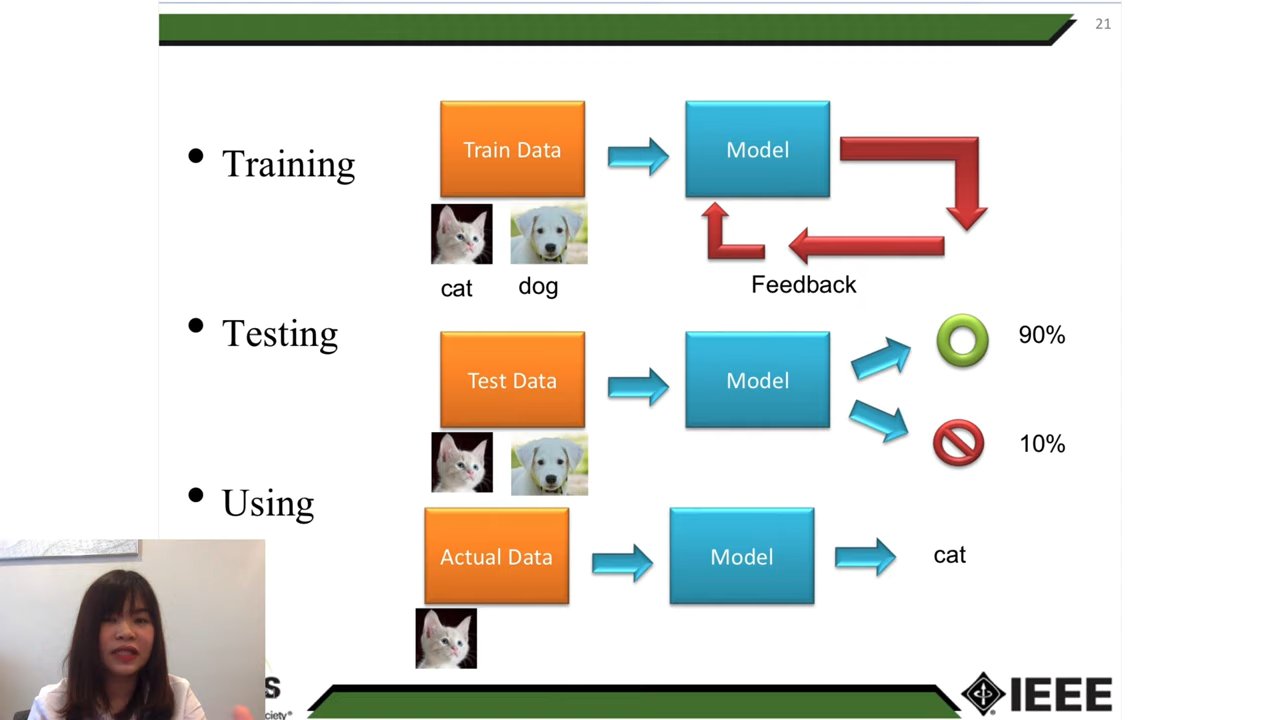 21
• Training
Train Data
Model
cat
dog
Feedback
• Testing
Test Data
Model
90%
10%
• Using
Actual Data
Model
cat
IEEE